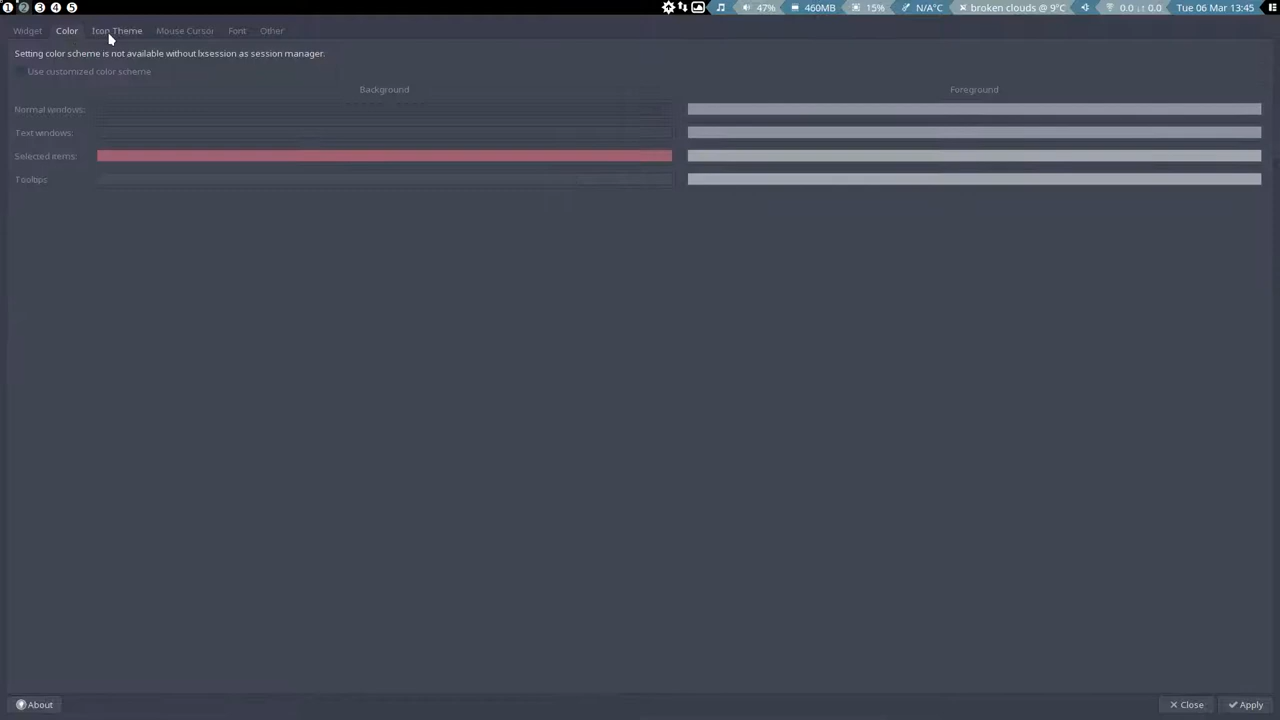 1 2 3 4 5 47% 460MB 15% N/A°C broken clouds @ 9°C 0.0 ↓↑ 0.0 Tue 06 Mar 13:45
Widget Color Icon Theme Mouse Cursor Font Other
Setting color scheme is not available without lxsession as session manager.
Use customized color scheme
Background Foreground
Normal windows:
Text windows:
Selected items:
Tooltips
About Close Apply